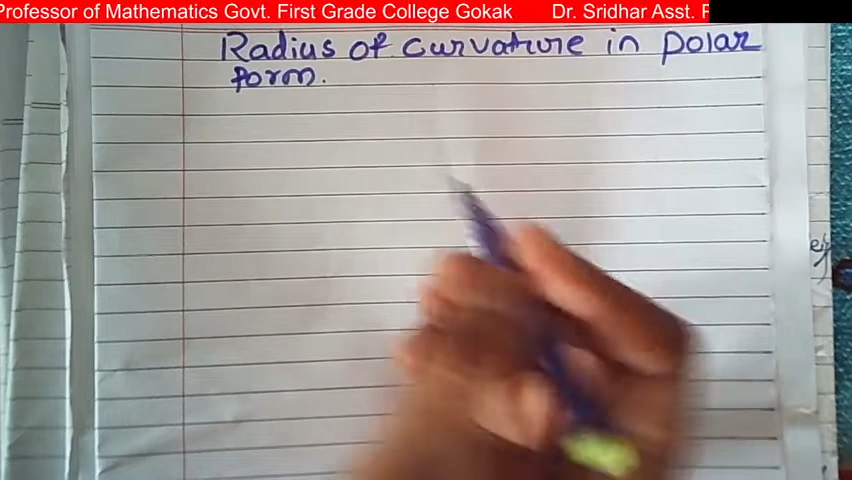 Professor of Mathematics Govt. First Grade College Gokak Dr. Sridhar Asst.
Radius of curvature in polar
form.